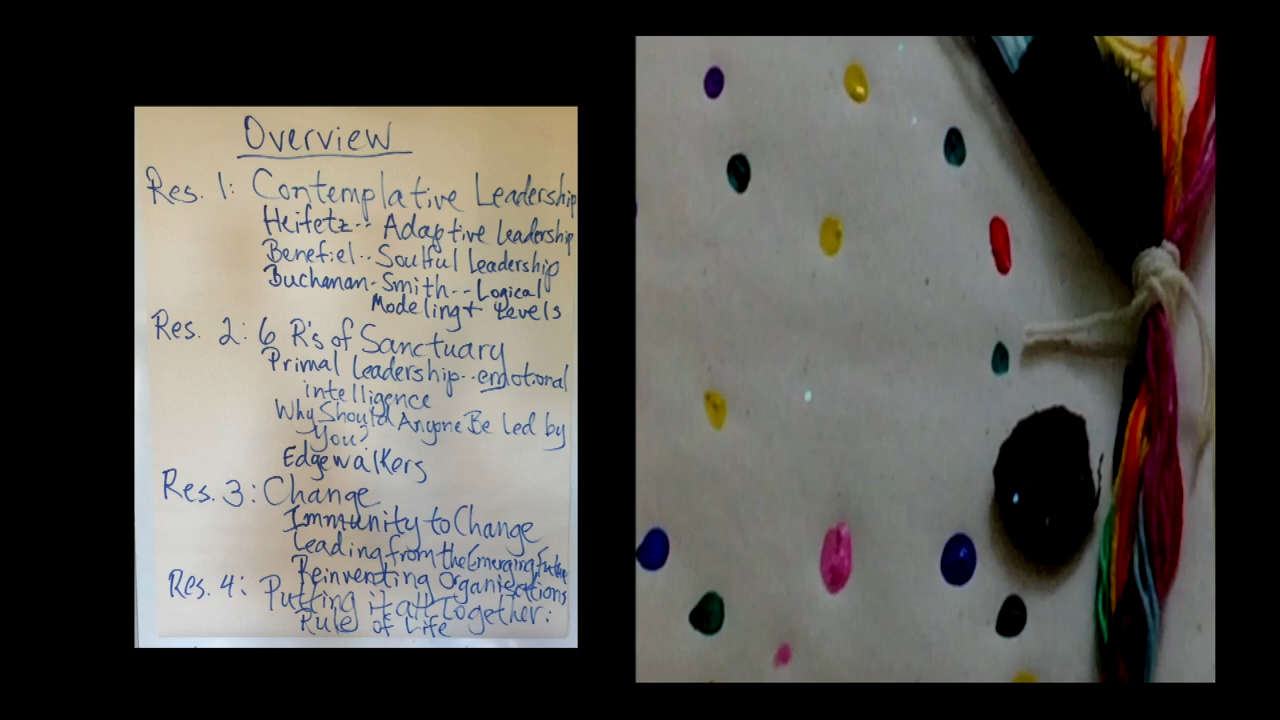 Overview
Res. 1: Contemplative Leadership
Heifetz-- Adaptive Leadership
Benefiel-- Soulful Leadership
Buchanan-Smith-- Logical
Modeling + Levels
Res. 2: 6 R's of Sanctuary
Primal Leadership--emotional
intelligence
Why Should Anyone Be Led by
You?
Edgewalkers
Res. 3: Change
Immunity to Change
Leading from the Emerging Future
Reinventing Organisations
Res. 4: Putting it all Together:
Rule of Life